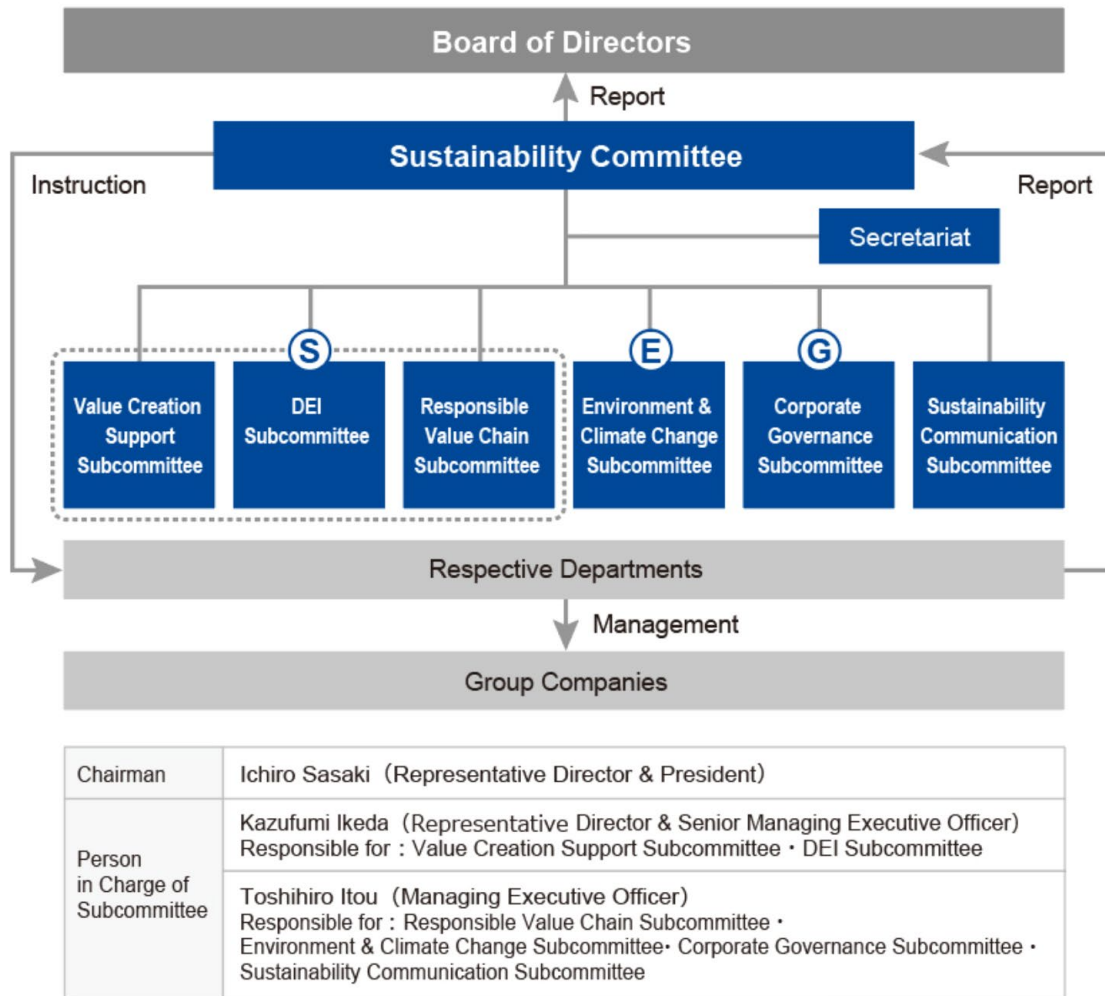 Board of Directors
Report
Sustainability Committee
Instruction
Report
Secretariat
S
E
G
Value Creation
Support
Subcommittee
DEI
Subcommittee
Responsible
Value Chain
Subcommittee
Environment &
Climate Change
Subcommittee
Corporate
Governance
Subcommittee
Sustainability
Communication
Subcommittee
Respective Departments
Management
Group Companies
Chairman
Ichiro Sasaki（Representative Director & President）
Person
in Charge of
Subcommittee
Kazufumi Ikeda（Representative Director & Senior Managing Executive Officer）
Responsible for : Value Creation Support Subcommittee・DEI Subcommittee
Toshihiro Itou（Managing Executive Officer）
Responsible for : Responsible Value Chain Subcommittee・
Environment & Climate Change Subcommittee・Corporate Governance Subcommittee・
Sustainability Communication Subcommittee